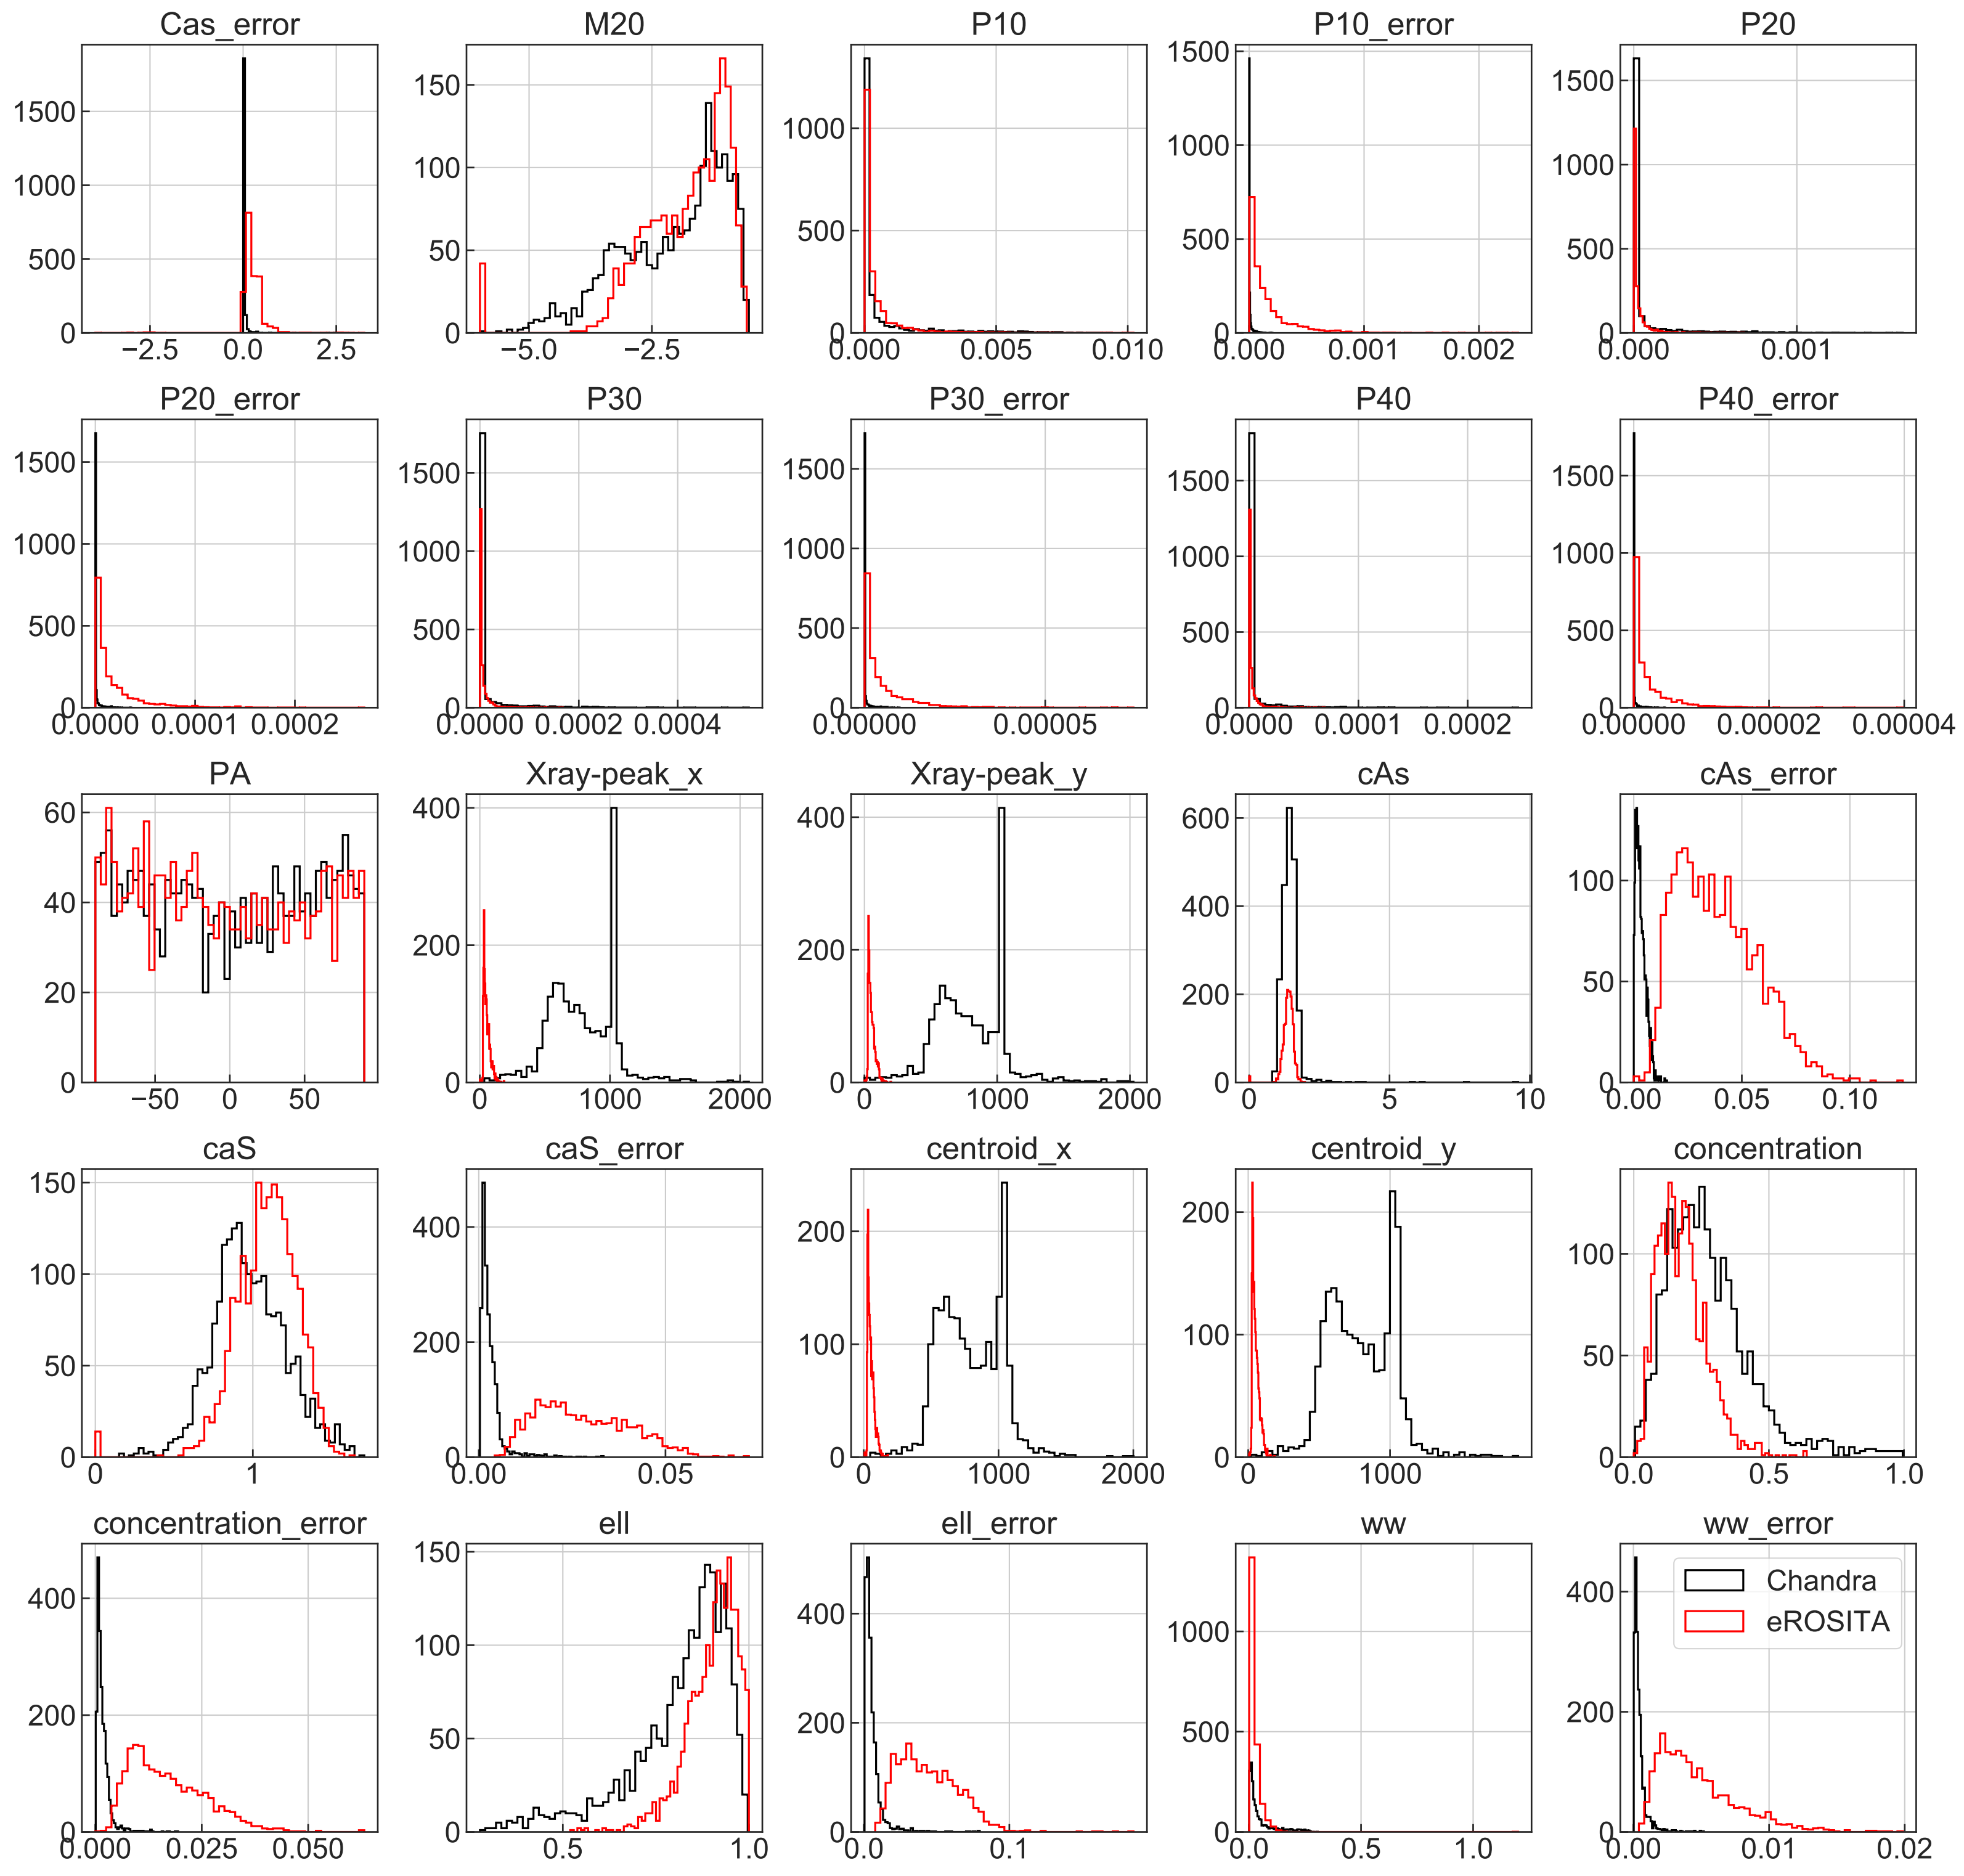 Cas_error M20 P10 P10_error P20
1500 1000 500 0 150 100 50 0 1000 500 0 1500 1000 500 0 1500 1000 500 0
−2.5 0.0 2.5 −5.0 −2.5 0.000 0.005 0.010 0.000 0.001 0.002 0.000 0.001
P20_error P30 P30_error P40 P40_error
1500 1000 500 0 1500 1000 500 0 1500 1000 500 0 1500 1000 500 0 1500 1000 500 0
0.0000 0.0001 0.0002 0.0000 0.0002 0.0004 0.00000 0.00005 0.0000 0.0001 0.0002 0.00000 0.00002 0.00004
PA Xray-peak_x Xray-peak_y cAs cAs_error
60 40 20 0 400 200 0 400 200 0 600 400 200 0 100 50 0
−50 0 50 0 1000 2000 0 1000 2000 0 5 10 0.00 0.05 0.10
caS caS_error centroid_x centroid_y concentration
150 100 50 0 400 200 0 200 100 0 200 100 0 100 50 0
0 1 0.00 0.05 0 1000 2000 0 1000 0.0 0.5 1.0
concentration_error ell ell_error ww ww_error
400 200 0 150 100 50 0 400 200 0 1000 500 0 400 200 0
Chandra
eROSITA
0.000 0.025 0.050 0.5 1.0 0.0 0.1 0.0 0.5 1.0 0.00 0.01 0.02